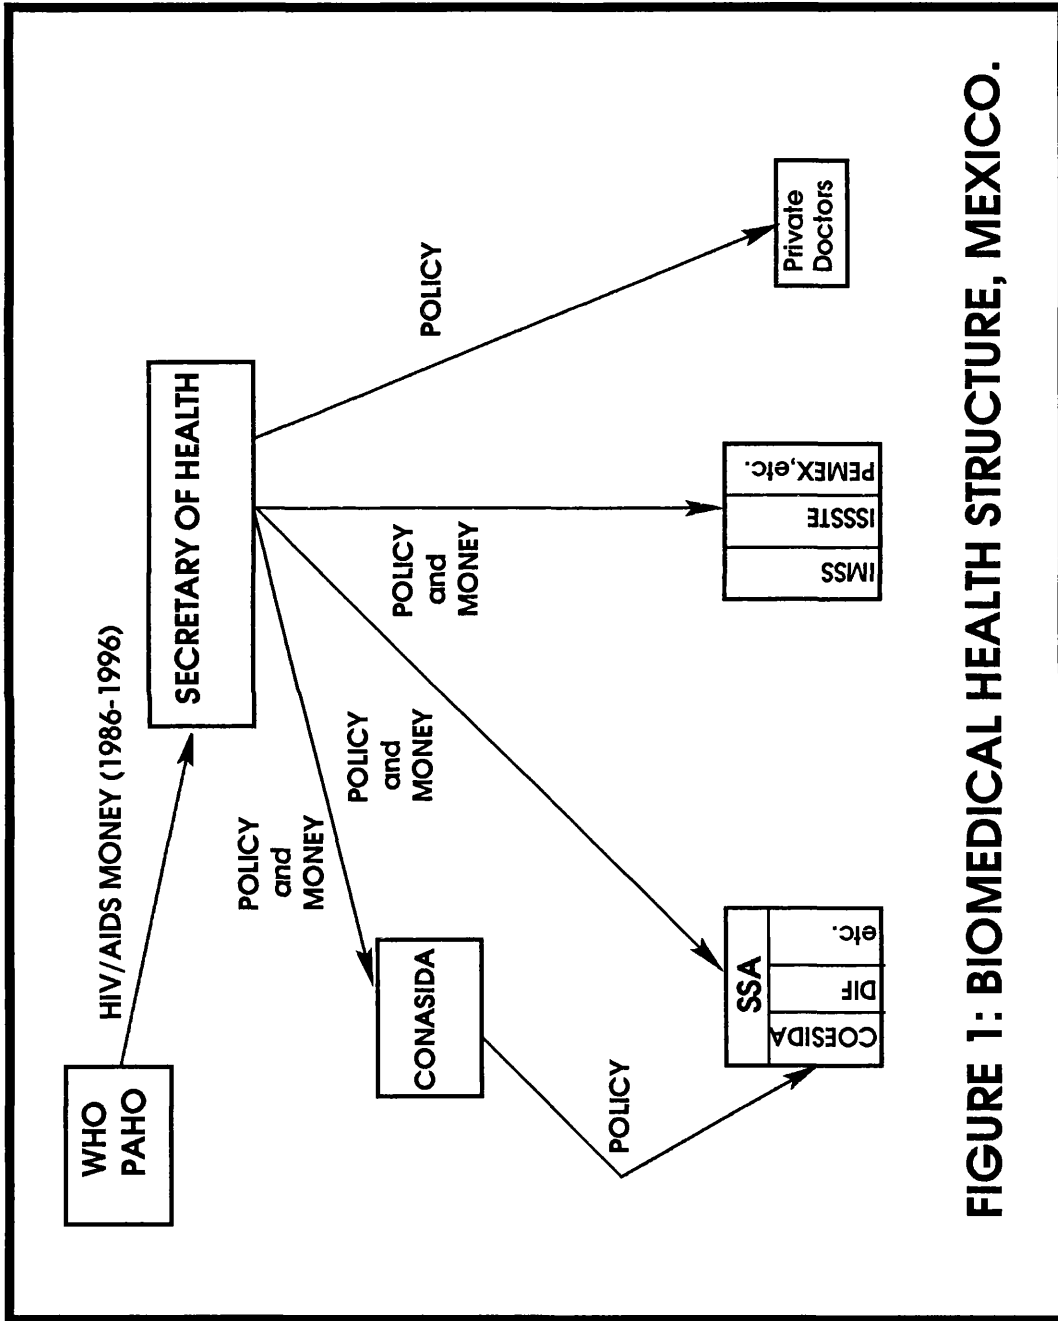 WHO
PAHO
HIV/AIDS MONEY (1986-1996)
SECRETARY OF HEALTH
POLICY
and
MONEY
POLICY
and
MONEY
POLICY
and
MONEY
POLICY
CONASIDA
POLICY
SSA
COESIDA
DIF
etc.
IMSS
ISSSTE
PEMEX,etc.
Private
Doctors
FIGURE 1: BIOMEDICAL HEALTH STRUCTURE, MEXICO.